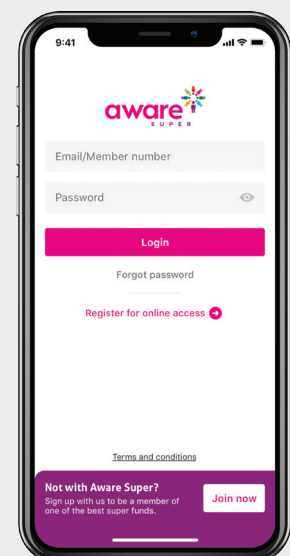 9:41
aware
SUPER
Email/Member number
Password
Login
Forgot password
Register for online access
Terms and conditions
Not with Aware Super?
Sign up with us to be a member of
one of the best super funds.
Join now